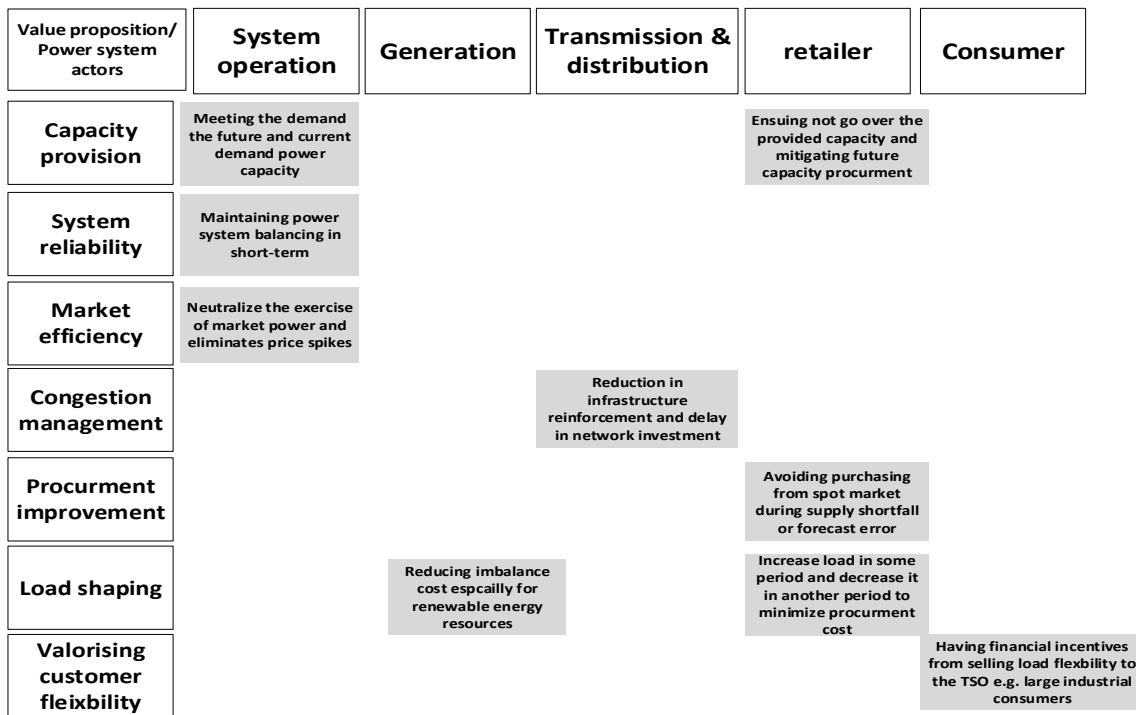 Value proposition/
Power system
actors
System
operation
Generation
Transmission &
distribution
retailer
Consumer
Capacity
provision
Meeting the demand
the future and current
demand power
capacity
Ensuing not go over the
provided capacity and
mitigating future
capacity procurment
System
reliability
Maintaining power
system balancing in
short-term
Market
efficiency
Neutralize the exercise
of market power and
eliminates price spikes
Congestion
management
Reduction in
infrastructure
reinforcement and delay
in network investment
Procurment
improvement
Avoiding purchasing
from spot market
during supply shortfall
or forecast error
Load shaping
Reducing imbalance
cost espcailly for
renewable energy
resources
Increase load in some
period and decrease it
in another period to
minimize procurment
cost
Valorising
customer
fleixbility
Having financial incentives
from selling load flexbility to
the TSO e.g. large industrial
consumers